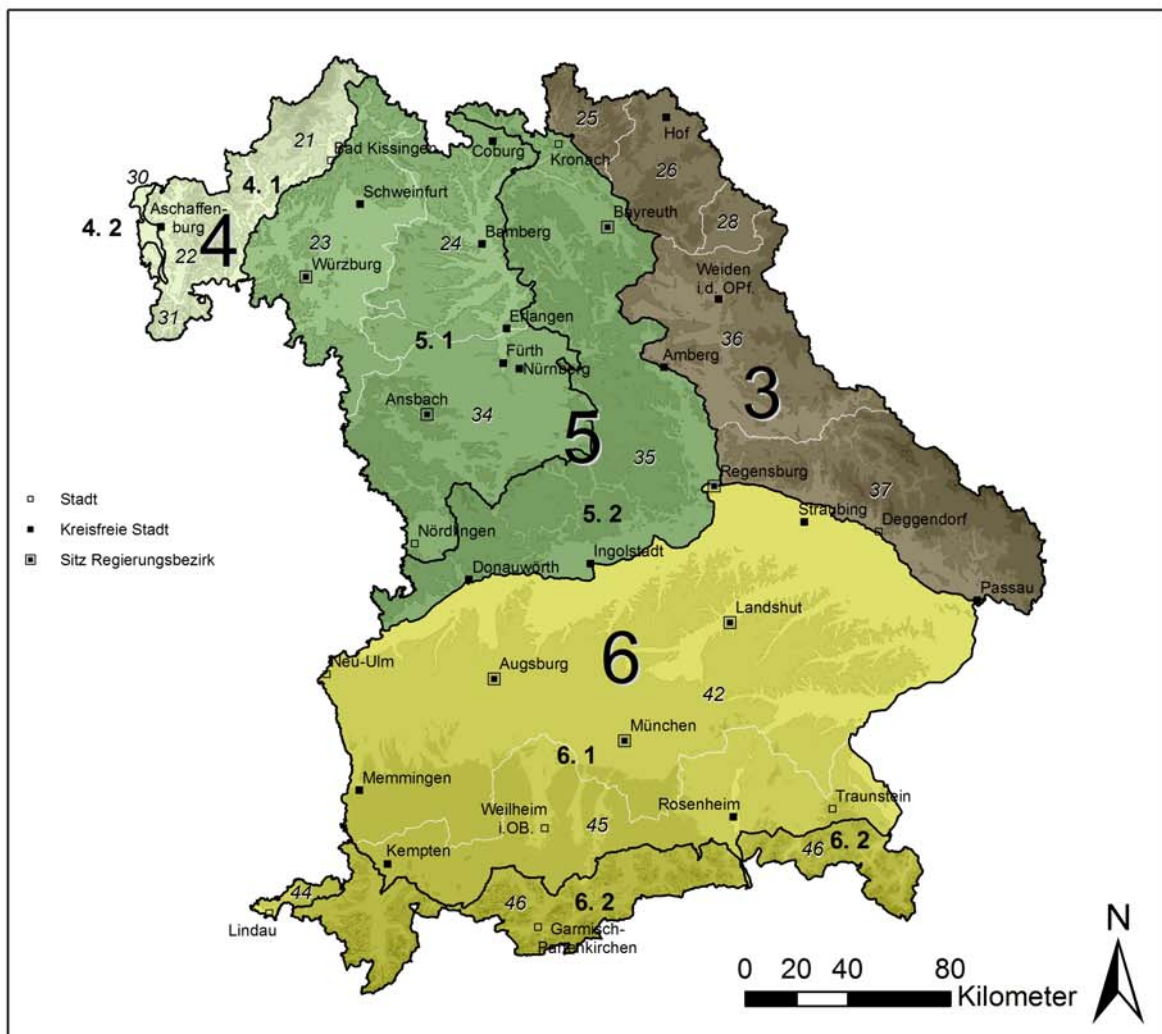 25
Hof
21
Bad Kissingen
Coburg
Kronach
26
30
4. 1
Schweinfurt
4. 2
Aschaffen-
burg
4
22
23
Würzburg
24
Bamberg
Bayreuth
28
31
Weiden
i.d. OPf.
Erlangen
5. 1
Fürth
Nürnberg
36
Amberg
3
Ansbach
34
5
35
Regensburg
37
Stadt
Kreisfreie Stadt
Sitz Regierungsbezirk
5. 2
Straubing
Deggendorf
Nördlingen
Ingolstadt
Donauwörth
Passau
Landshut
6
Neu-Ulm
Augsburg
42
München
6. 1
Memmingen
Weilheim
i.OB.
45
Rosenheim
Traunstein
Kempten
46
6. 2
44
Lindau
46
6. 2
Garmisch-
Partenkirchen
N
0 20 40 80
Kilometer